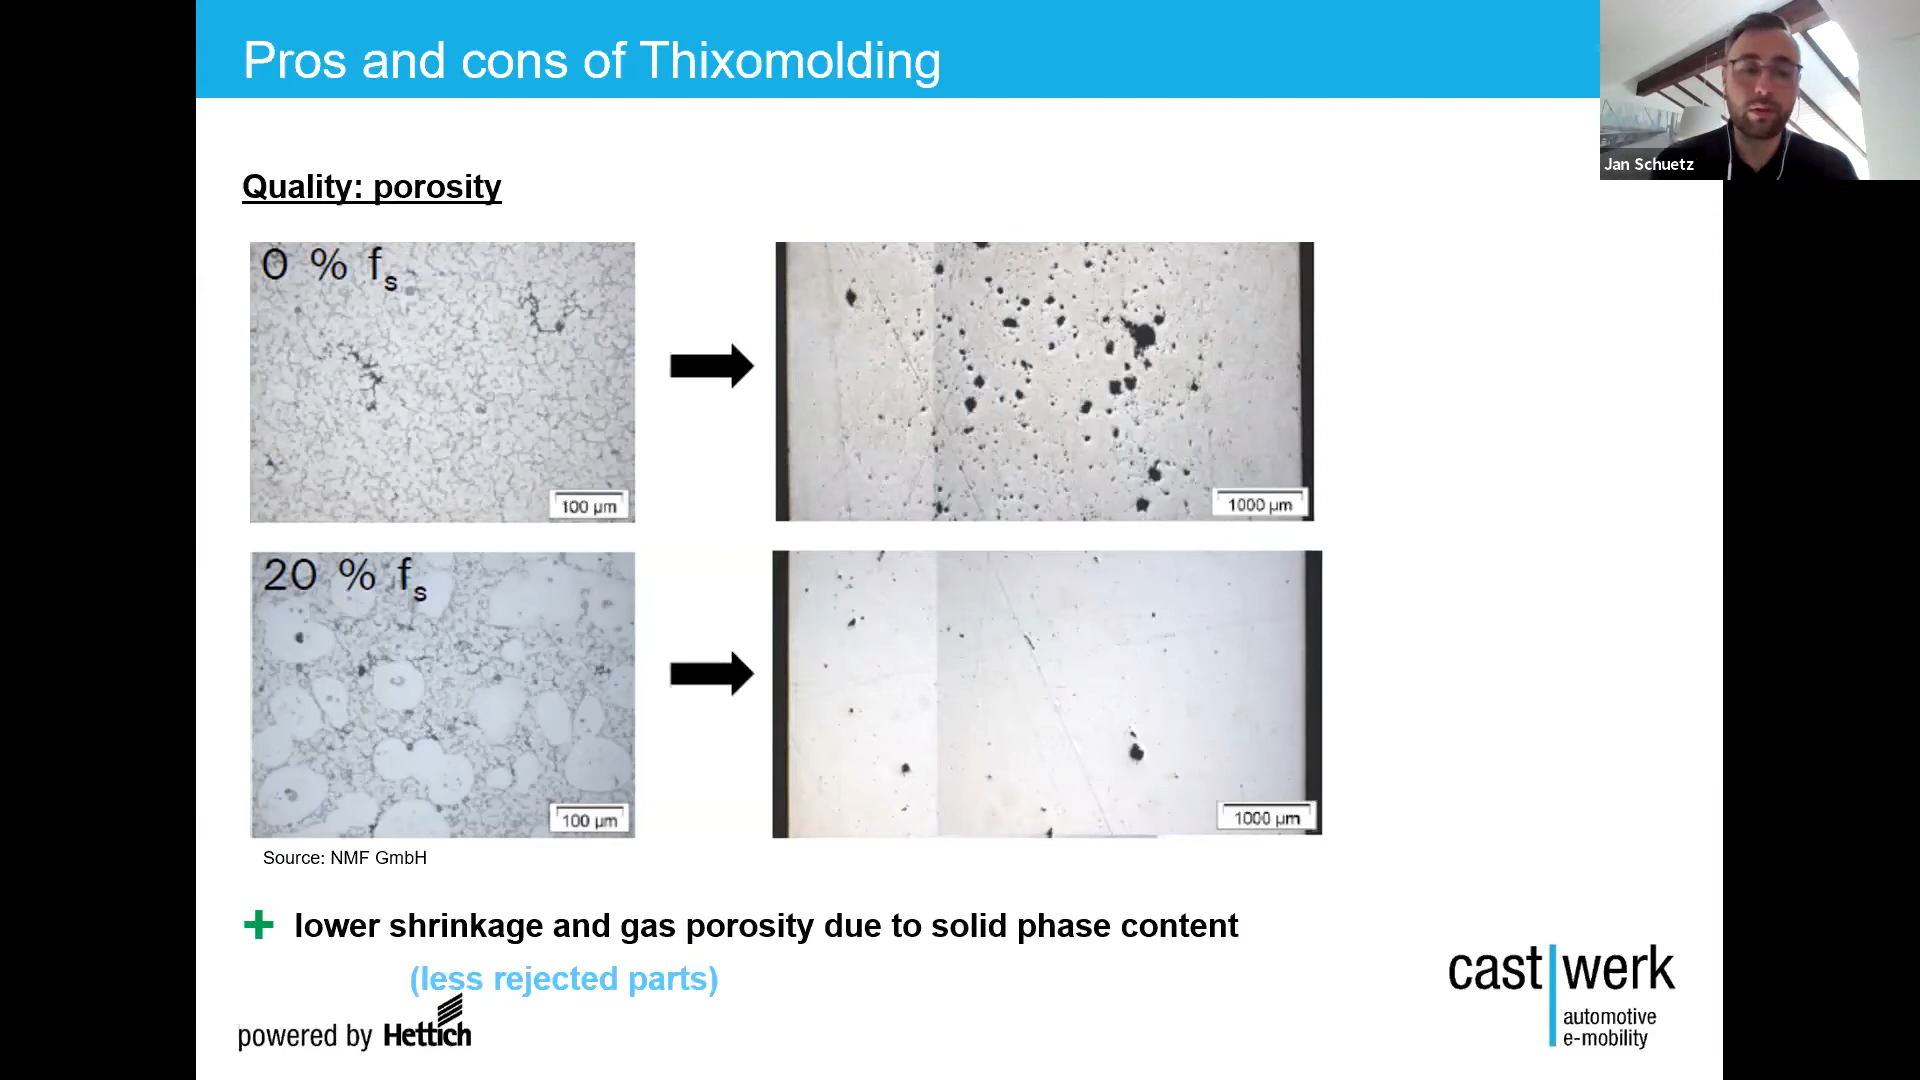 Pros and cons of Thixomolding
Jan Schuetz
Quality: porosity
0 % fs
100 µm
1000 µm
20 % fs
100 µm
1000 µm
Source: NMF GmbH
+ lower shrinkage and gas porosity due to solid phase content
(less rejected parts)
powered by Hettich
cast werk
automotive
e-mobility